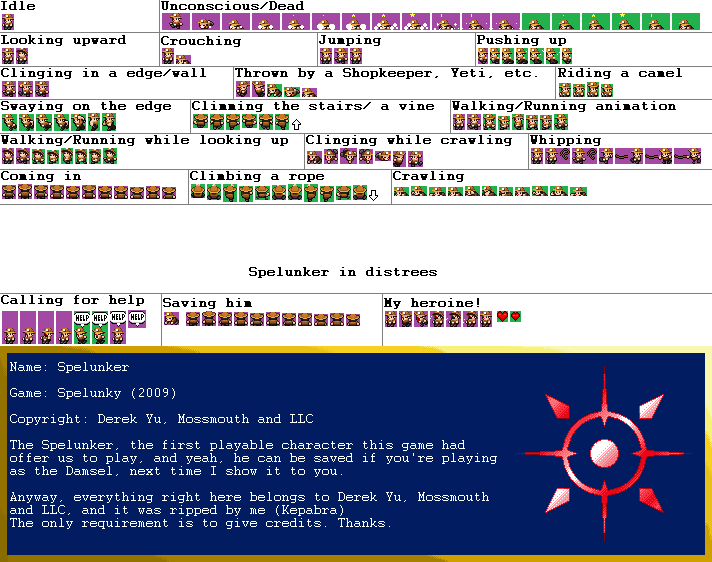 Idle
Unconscious/Dead
Looking upward
Crouching
Jumping
Pushing up
Clinging in a edge/wall
Thrown by a Shopkeeper, Yeti, etc.
Riding a camel
Swaying on the edge
Climming the stairs/ a vine
Walking/Running animation
Walking/Running while looking up
Clinging while crawling
Whipping
Coming in
Climbing a rope
Crawling
Spelunker in distrees
Calling for help
Saving him
My heroine!
HELP HELP HELP HELP
Name: Spelunker
Game: Spelunky (2009)
Copyright: Derek Yu, Mossmouth and LLC
The Spelunker, the first playable character this game had
offer us to play, and yeah, he can be saved if you're playing
as the Damsel, next time I show it to you.
Anyway, everything right here belongs to Derek Yu, Mossmouth
and LLC, and it was ripped by me (Kepabra)
The only requirement is to give credits. Thanks.